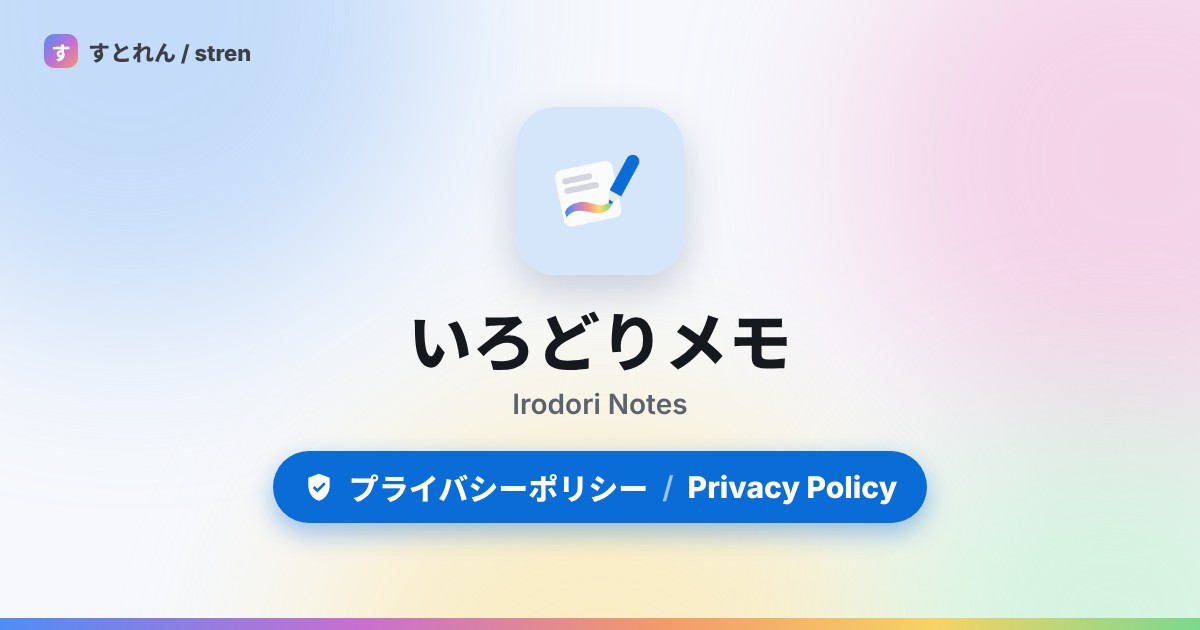 す すとれん / stren
いろどりメモ
Irodori Notes
プライバシーポリシー / Privacy Policy